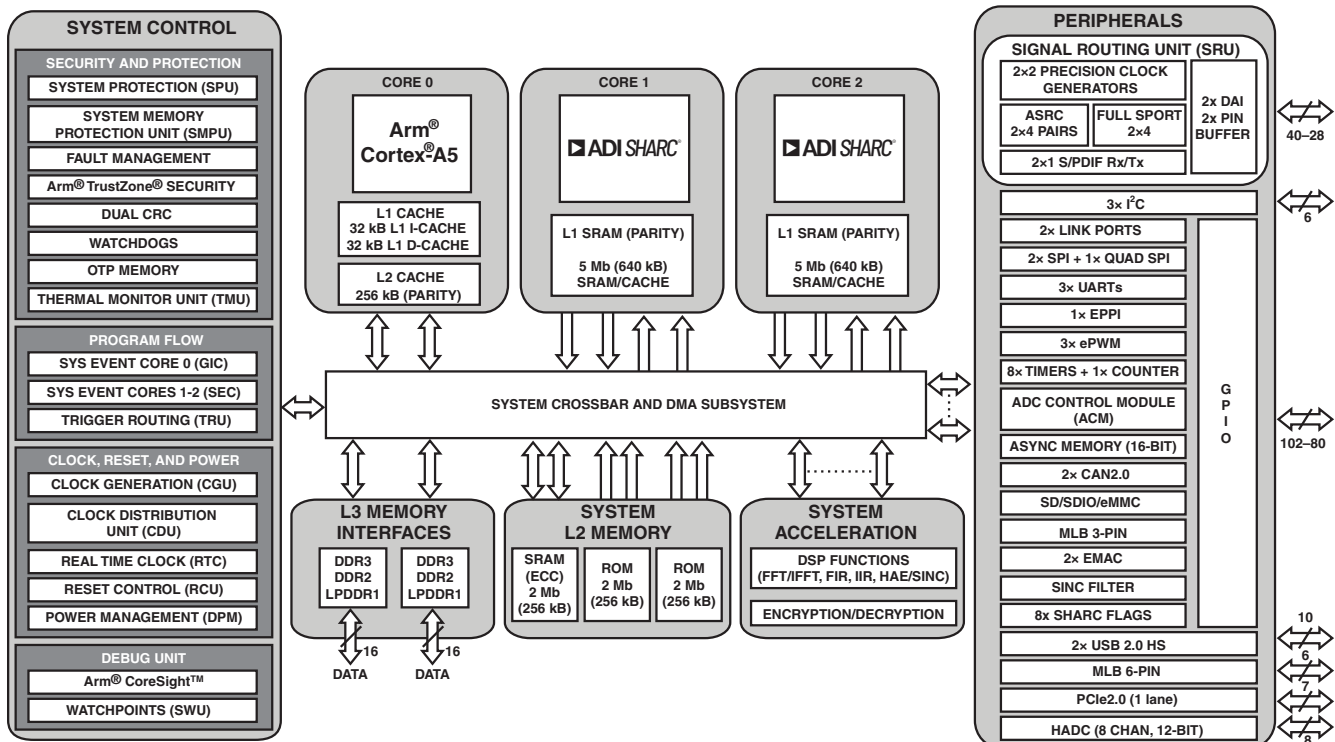 SYSTEM CONTROL
SECURITY AND PROTECTION
SYSTEM PROTECTION (SPU)
SYSTEM MEMORY
PROTECTION UNIT (SMPU)
FAULT MANAGEMENT
Arm® TrustZone® SECURITY
DUAL CRC
WATCHDOGS
OTP MEMORY
THERMAL MONITOR UNIT (TMU)
PROGRAM FLOW
SYS EVENT CORE 0 (GIC)
SYS EVENT CORES 1-2 (SEC)
TRIGGER ROUTING (TRU)
CLOCK, RESET, AND POWER
CLOCK GENERATION (CGU)
CLOCK DISTRIBUTION
UNIT (CDU)
REAL TIME CLOCK (RTC)
RESET CONTROL (RCU)
POWER MANAGEMENT (DPM)
DEBUG UNIT
Arm® CoreSight™
WATCHPOINTS (SWU)
CORE 0
Arm®
Cortex®-A5
L1 CACHE
32 kB L1 I-CACHE
32 kB L1 D-CACHE
L2 CACHE
256 kB (PARITY)
CORE 1
ADI SHARC®
L1 SRAM (PARITY)
5 Mb (640 kB)
SRAM/CACHE
CORE 2
ADI SHARC®
L1 SRAM (PARITY)
5 Mb (640 kB)
SRAM/CACHE
SYSTEM CROSSBAR AND DMA SUBSYSTEM
L3 MEMORY
INTERFACES
DDR3
DDR2
LPDDR1
DDR3
DDR2
LPDDR1
16
16
DATA
DATA
SYSTEM
L2 MEMORY
SRAM
(ECC)
2 Mb
(256 kB)
ROM
2 Mb
(256 kB)
ROM
2 Mb
(256 kB)
SYSTEM
ACCELERATION
DSP FUNCTIONS
(FFT/IFFT, FIR, IIR, HAE/SINC)
ENCRYPTION/DECRYPTION
PERIPHERALS
SIGNAL ROUTING UNIT (SRU)
2×2 PRECISION CLOCK
GENERATORS
ASRC
2×4 PAIRS
FULL SPORT
2×4
2×1 S/PDIF Rx/Tx
2x DAI
2x PIN
BUFFER
40–28
3× I²C
6
2× LINK PORTS
2× SPI + 1× QUAD SPI
3× UARTs
1× EPPI
3× ePWM
8× TIMERS + 1× COUNTER
ADC CONTROL MODULE
(ACM)
ASYNC MEMORY (16-BIT)
2× CAN2.0
SD/SDIO/eMMC
MLB 3-PIN
2× EMAC
SINC FILTER
8x SHARC FLAGS
G
P
I
O
102–80
2× USB 2.0 HS
10
MLB 6-PIN
6
PCIe2.0 (1 lane)
7
HADC (8 CHAN, 12-BIT)
8